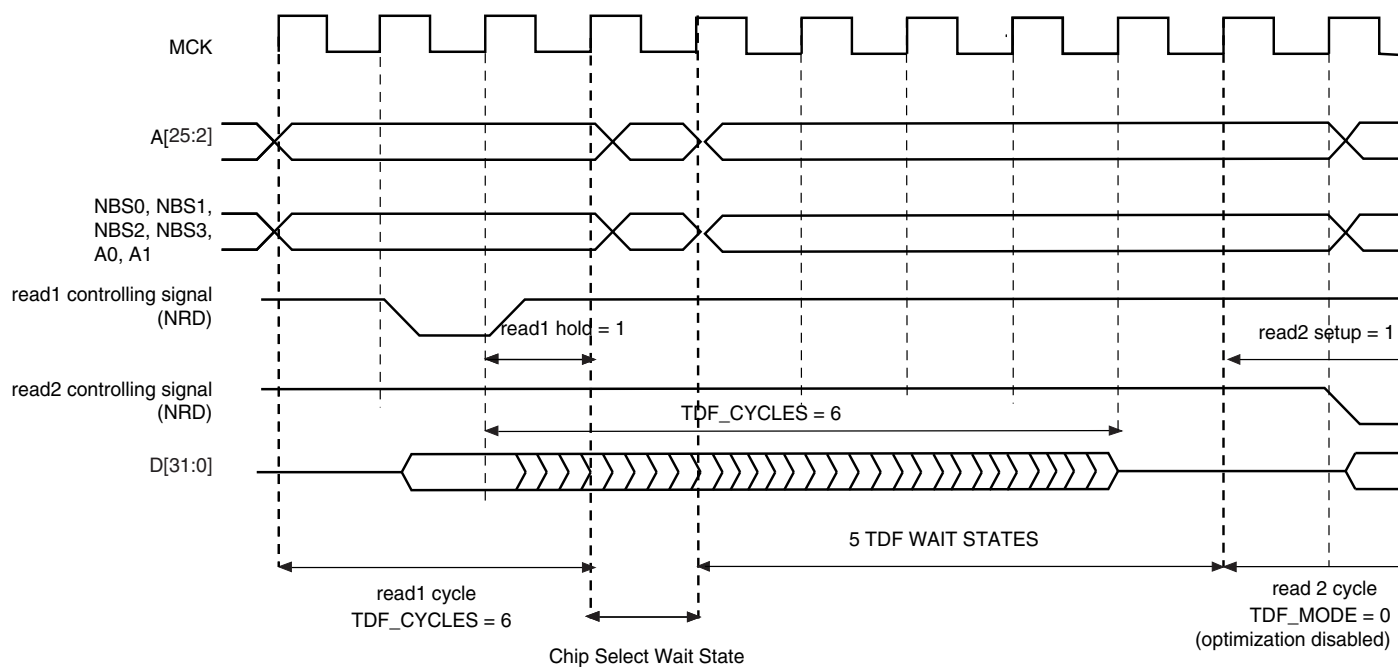 MCK
A[25:2]
NBS0, NBS1,
NBS2, NBS3,
A0, A1
read1 controlling signal
(NRD)
read1 hold = 1
read2 setup = 1
read2 controlling signal
(NRD)
TDF_CYCLES = 6
D[31:0]
5 TDF WAIT STATES
read1 cycle
TDF_CYCLES = 6
read 2 cycle
TDF_MODE = 0
(optimization disabled)
Chip Select Wait State